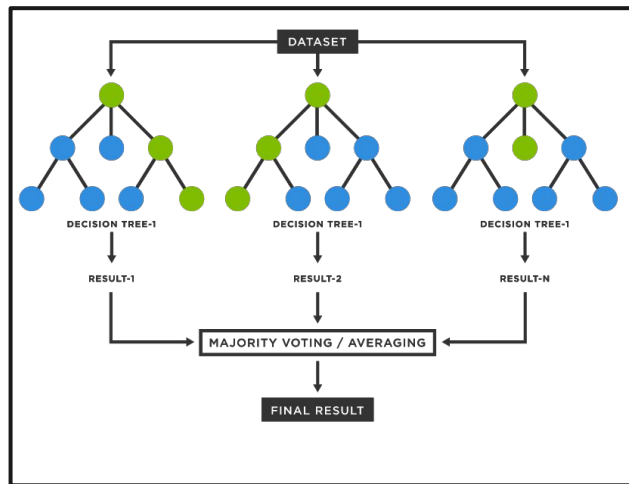 DATASET
DECISION TREE-1 DECISION TREE-1 DECISION TREE-1
RESULT-1 RESULT-2 RESULT-N
MAJORITY VOTING / AVERAGING
FINAL RESULT